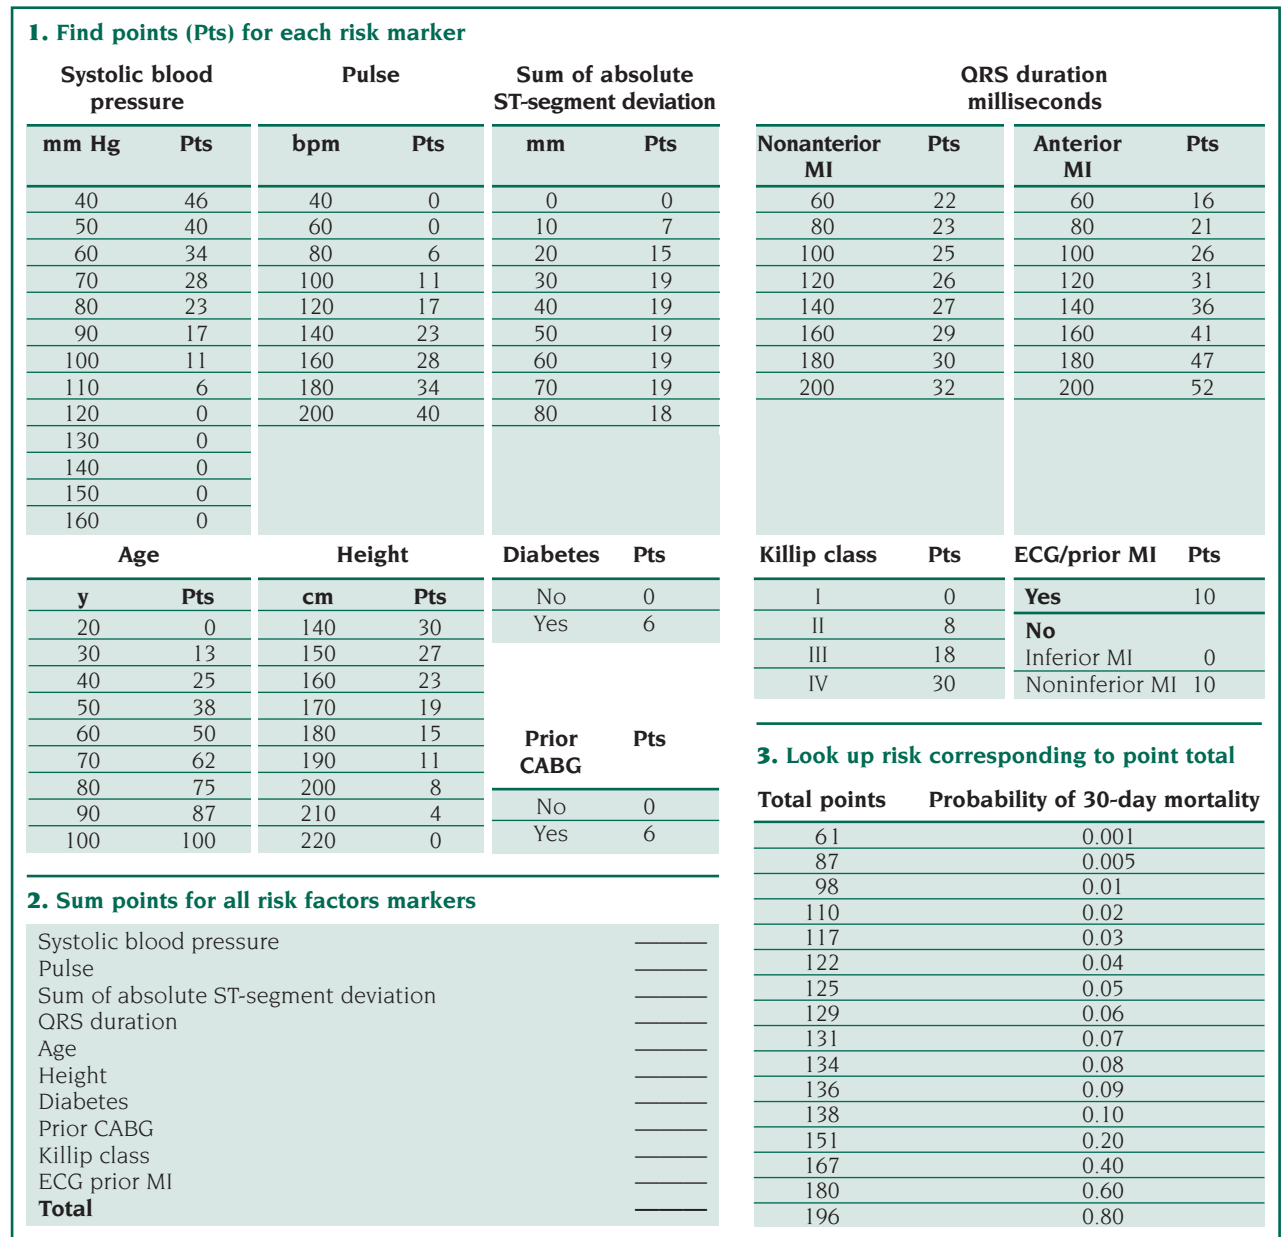 1. Find points (Pts) for each risk marker
Systolic blood pressure
Pulse
Sum of absolute ST-segment deviation
QRS duration milliseconds
mm Hg Pts bpm Pts mm Pts Nonanterior MI Pts Anterior MI Pts
40 46 40 0 0 0 60 22 60 16
50 40 60 0 10 7 80 23 80 21
60 34 80 6 20 15 100 25 100 26
70 28 100 11 30 19 120 26 120 31
80 23 120 17 40 19 140 27 140 36
90 17 140 23 50 19 160 29 160 41
100 11 160 28 60 19 180 30 180 47
110 6 180 34 70 19 200 32 200 52
120 0 200 40 80 18
130 0
140 0
150 0
160 0
Age Height Diabetes Pts Killip class Pts ECG/prior MI Pts
y Pts cm Pts No 0 I 0 Yes 10
20 0 140 30 Yes 6 II 8 No
30 13 150 27 III 18 Inferior MI 0
40 25 160 23 IV 30 Noninferior MI 10
50 38 170 19
60 50 180 15 Prior CABG Pts
70 62 190 11
80 75 200 8
90 87 210 4 No 0
100 100 220 0 Yes 6
2. Sum points for all risk factors markers
Systolic blood pressure
Pulse
Sum of absolute ST-segment deviation
QRS duration
Age
Height
Diabetes
Prior CABG
Killip class
ECG prior MI
Total
3. Look up risk corresponding to point total
Total points Probability of 30-day mortality
61 0.001
87 0.005
98 0.01
110 0.02
117 0.03
122 0.04
125 0.05
129 0.06
131 0.07
134 0.08
136 0.09
138 0.10
151 0.20
167 0.40
180 0.60
196 0.80